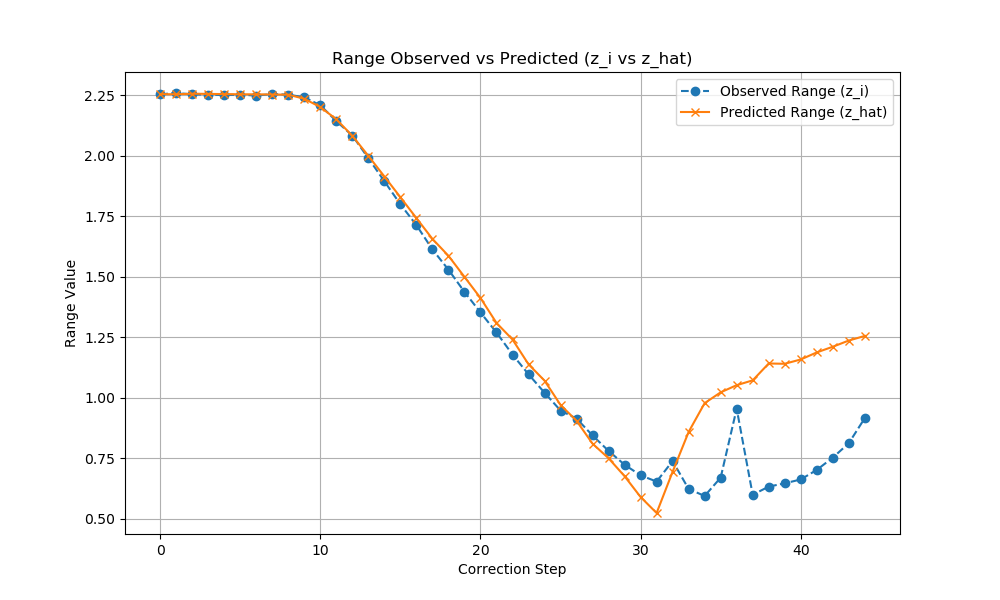 Range Observed vs Predicted (z_i vs z_hat)
Observed Range (z_i)
Predicted Range (z_hat)
Range Value
2.25
2.00
1.75
1.50
1.25
1.00
0.75
0.50
0
10
20
30
40
Correction Step